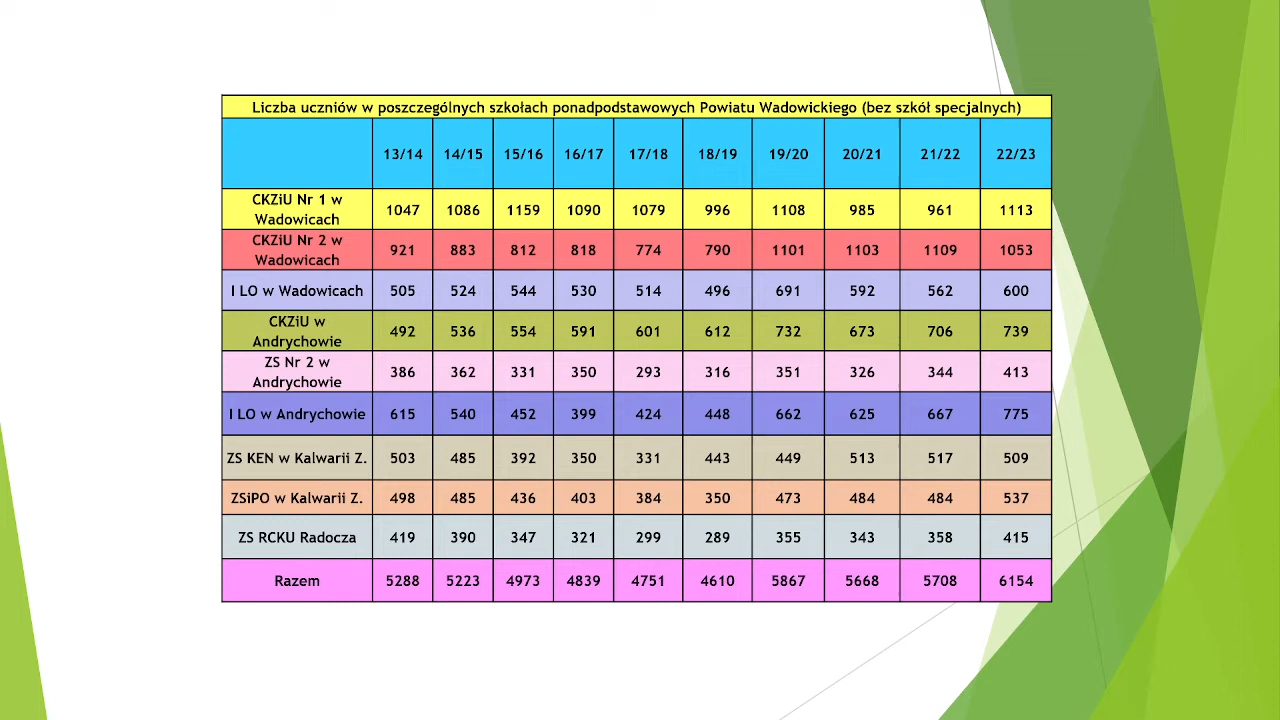 Liczba uczniów w poszczególnych szkołach ponadpodstawowych Powiatu Wadowickiego (bez szkół specjalnych)
13/14 14/15 15/16 16/17 17/18 18/19 19/20 20/21 21/22 22/23
CKZiU Nr 1 w
Wadowicach 1047 1086 1159 1090 1079 996 1108 985 961 1113
CKZiU Nr 2 w
Wadowicach 921 883 812 818 774 790 1101 1103 1109 1053
I LO w Wadowicach 505 524 544 530 514 496 691 592 562 600
CKZiU w
Andrychowie 492 536 554 591 601 612 732 673 706 739
ZS Nr 2 w
Andrychowie 386 362 331 350 293 316 351 326 344 413
I LO w Andrychowie 615 540 452 399 424 448 662 625 667 775
ZS KEN w Kalwarii Z. 503 485 392 350 331 443 449 513 517 509
ZSiPO w Kalwarii Z. 498 485 436 403 384 350 473 484 484 537
ZS RCKU Radocza 419 390 347 321 299 289 355 343 358 415
Razem 5288 5223 4973 4839 4751 4610 5867 5668 5708 6154